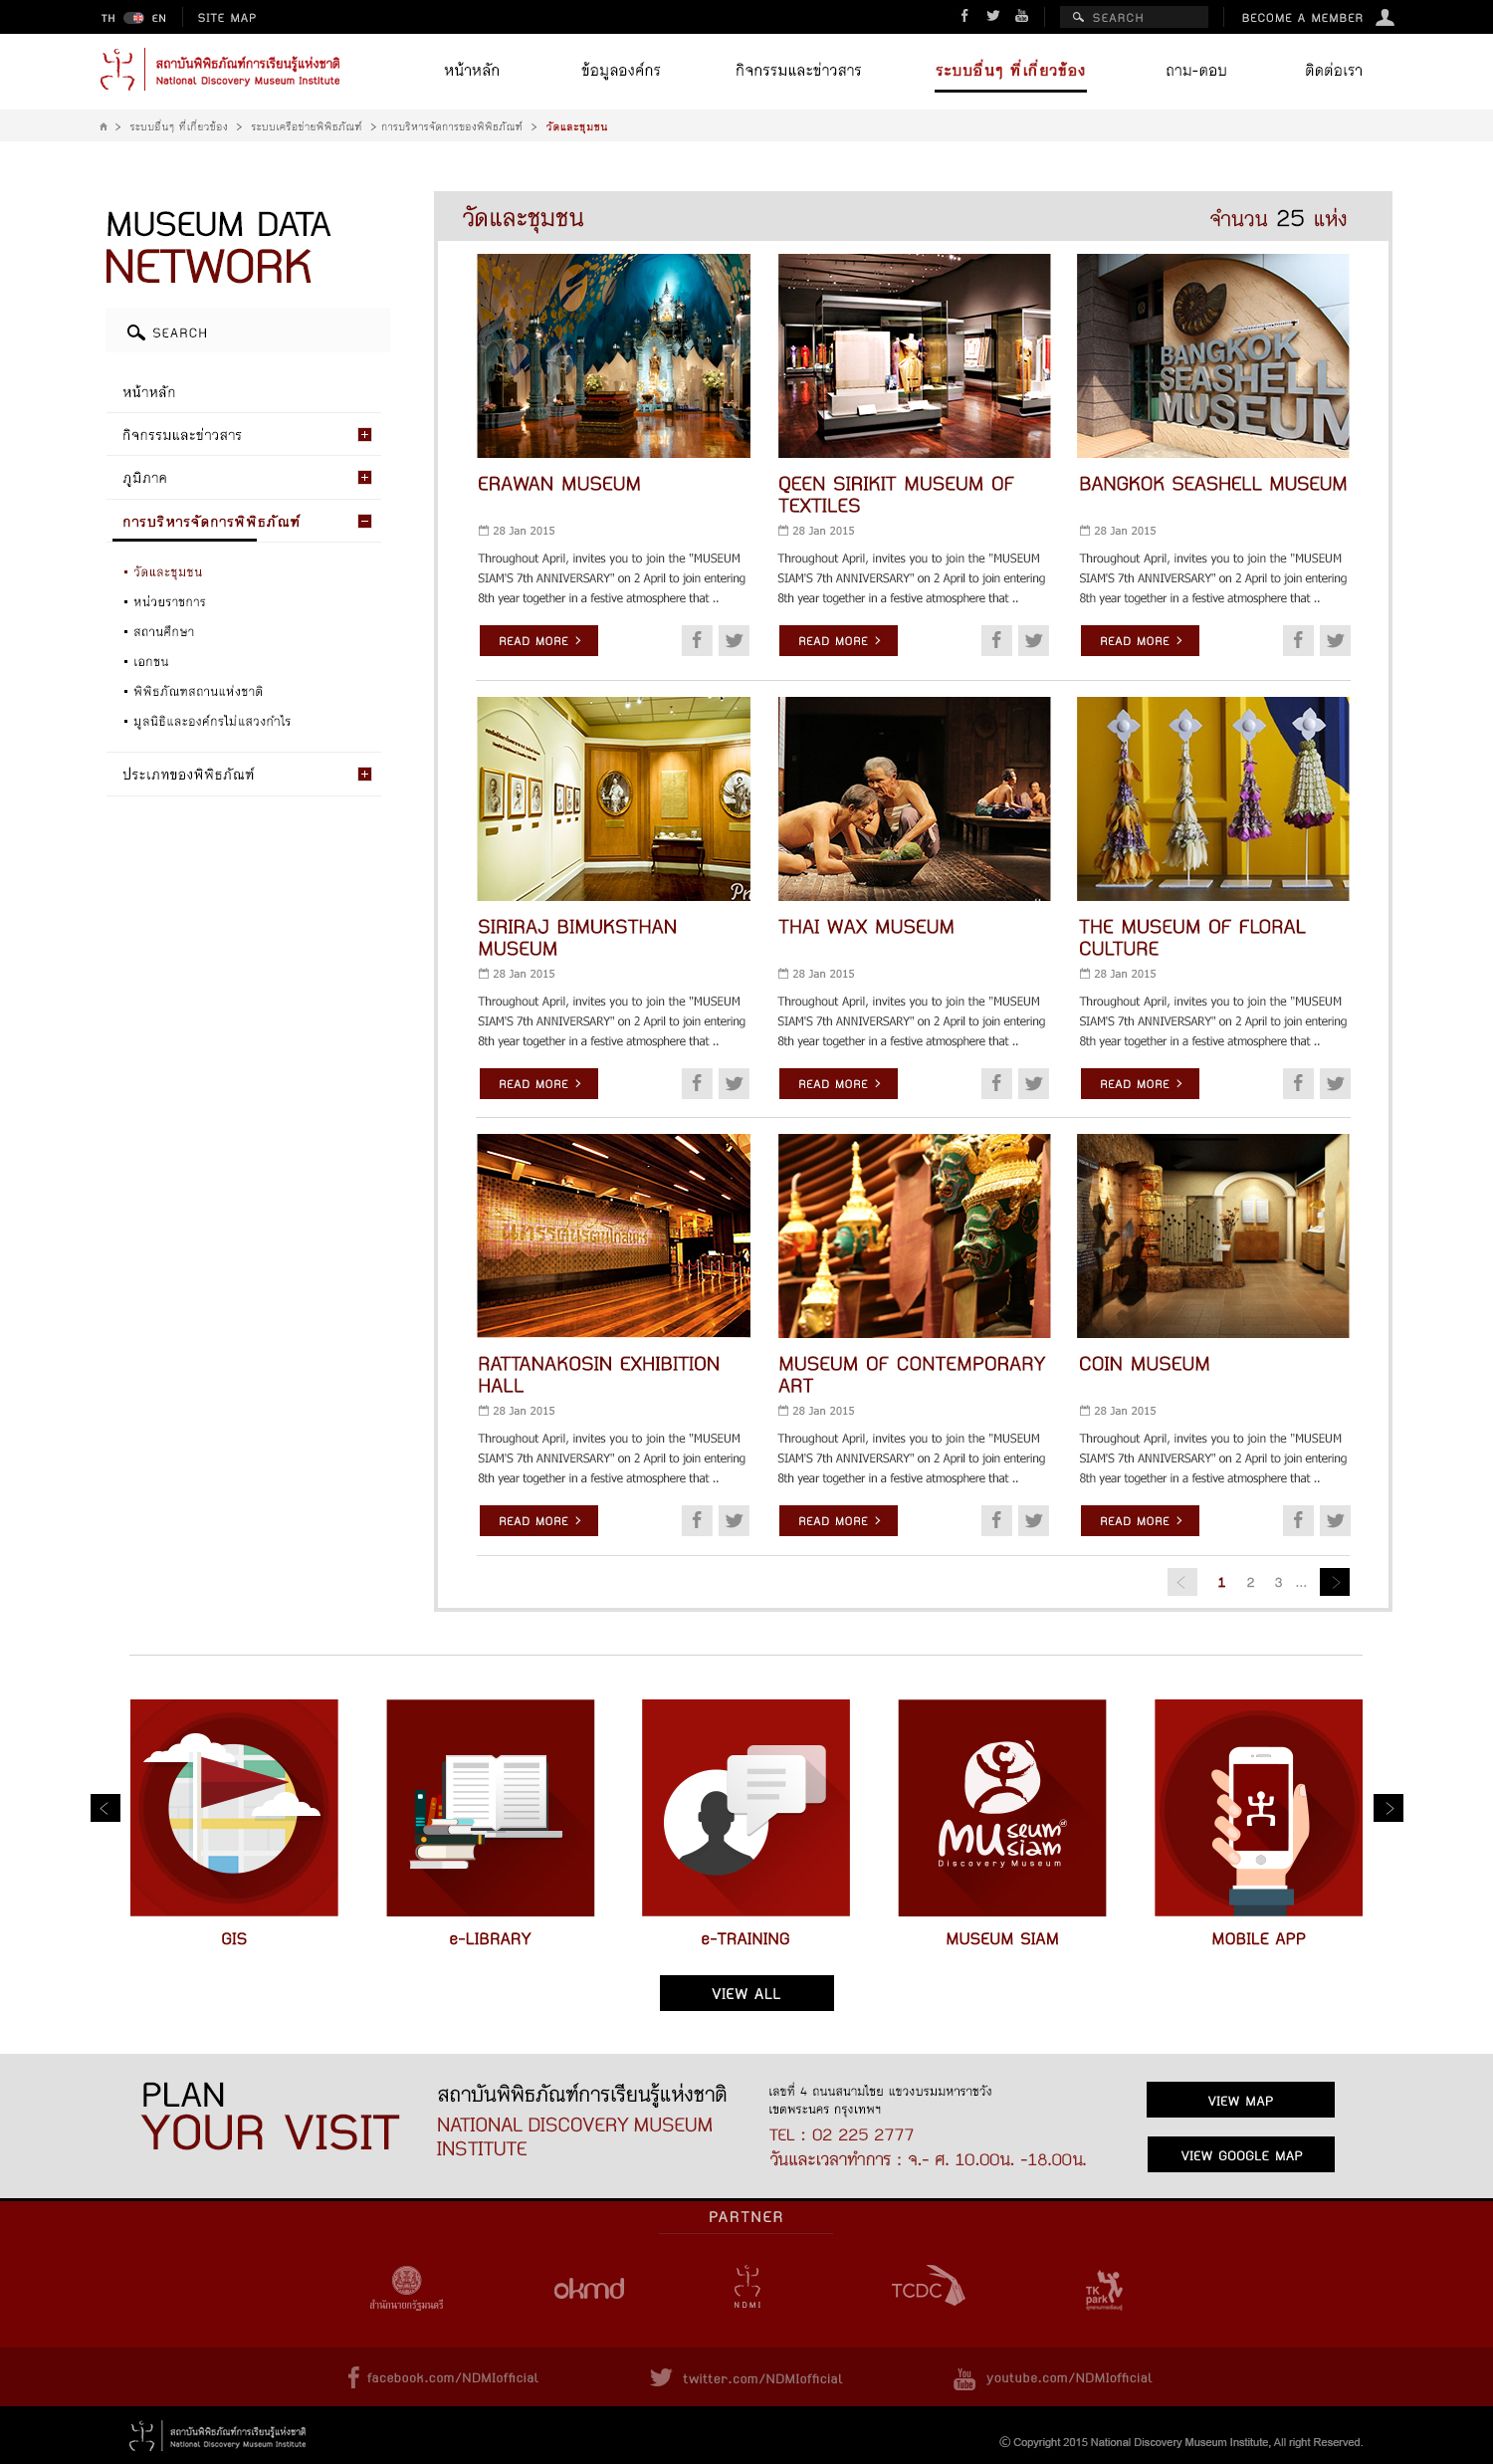 TH EN SITE MAP SEARCH BECOME A MEMBER
สถาบันพิพิธภัณฑ์การเรียนรู้แห่งชาติ
National Discovery Museum Institute
หน้าหลัก ข้อมูลองค์กร กิจกรรมและข่าวสาร ระบบอื่นๆ ที่เกี่ยวข้อง ถาม-ตอบ ติดต่อเรา
> ระบบอื่นๆ ที่เกี่ยวข้อง > ระบบเครือข่ายพิพิธภัณฑ์ > การบริหารจัดการของพิพิธภัณฑ์ > วัดและชุมชน
MUSEUM DATA
NETWORK
SEARCH
หน้าหลัก
กิจกรรมและข่าวสาร
ภูมิภาค
การบริหารจัดการพิพิธภัณฑ์
วัดและชุมชน
หน่วยราชการ
สถานศึกษา
เอกชน
พิพิธภัณฑสถานแห่งชาติ
มูลนิธิและองค์กรไม่แสวงกำไร
ประเภทของพิพิธภัณฑ์
วัดและชุมชน จำนวน 25 แห่ง
BANGKOK
SEASHELL
MUSEUM
ERAWAN MUSEUM
28 Jan 2015
Throughout April, invites you to join the "MUSEUM
SIAM'S 7th ANNIVERSARY" on 2 April to join entering
8th year together in a festive atmosphere that ..
READ MORE >
QEEN SIRIKIT MUSEUM OF
TEXTILES
28 Jan 2015
Throughout April, invites you to join the "MUSEUM
SIAM'S 7th ANNIVERSARY" on 2 April to join entering
8th year together in a festive atmosphere that ..
READ MORE >
BANGKOK SEASHELL MUSEUM
28 Jan 2015
Throughout April, invites you to join the "MUSEUM
SIAM'S 7th ANNIVERSARY" on 2 April to join entering
8th year together in a festive atmosphere that ..
READ MORE >
SIRIRAJ BIMUKSTHAN
MUSEUM
28 Jan 2015
Throughout April, invites you to join the "MUSEUM
SIAM'S 7th ANNIVERSARY" on 2 April to join entering
8th year together in a festive atmosphere that ..
READ MORE >
THAI WAX MUSEUM
28 Jan 2015
Throughout April, invites you to join the "MUSEUM
SIAM'S 7th ANNIVERSARY" on 2 April to join entering
8th year together in a festive atmosphere that ..
READ MORE >
THE MUSEUM OF FLORAL
CULTURE
28 Jan 2015
Throughout April, invites you to join the "MUSEUM
SIAM'S 7th ANNIVERSARY" on 2 April to join entering
8th year together in a festive atmosphere that ..
READ MORE >
RATTANAKOSIN EXHIBITION
HALL
28 Jan 2015
Throughout April, invites you to join the "MUSEUM
SIAM'S 7th ANNIVERSARY" on 2 April to join entering
8th year together in a festive atmosphere that ..
READ MORE >
MUSEUM OF CONTEMPORARY
ART
28 Jan 2015
Throughout April, invites you to join the "MUSEUM
SIAM'S 7th ANNIVERSARY" on 2 April to join entering
8th year together in a festive atmosphere that ..
READ MORE >
COIN MUSEUM
28 Jan 2015
Throughout April, invites you to join the "MUSEUM
SIAM'S 7th ANNIVERSARY" on 2 April to join entering
8th year together in a festive atmosphere that ..
READ MORE >
< 1 2 3 ... >
museum siam
Discovery Museum
GIS e-LIBRARY e-TRAINING MUSEUM SIAM MOBILE APP
VIEW ALL
PLAN
YOUR VISIT
สถาบันพิพิธภัณฑ์การเรียนรู้แห่งชาติ
NATIONAL DISCOVERY MUSEUM
INSTITUTE
เลขที่ 4 ถนนสนามไชย แขวงบรมมหาราชวัง
เขตพระนคร กรุงเทพฯ
TEL : 02 225 2777
วันและเวลาทำการ : จ.- ศ. 10.00น. -18.00น.
VIEW MAP
VIEW GOOGLE MAP
PARTNER
สำนักนายกรัฐมนตรี
okmd
NDMI
TCDC
TK
park
facebook.com/NDMIofficial twitter.com/NDMIofficial youtube.com/NDMIofficial
สถาบันพิพิธภัณฑ์การเรียนรู้แห่งชาติ
National Discovery Museum Institute
© Copyright 2015 National Discovery Museum Institute, All right Reserved.